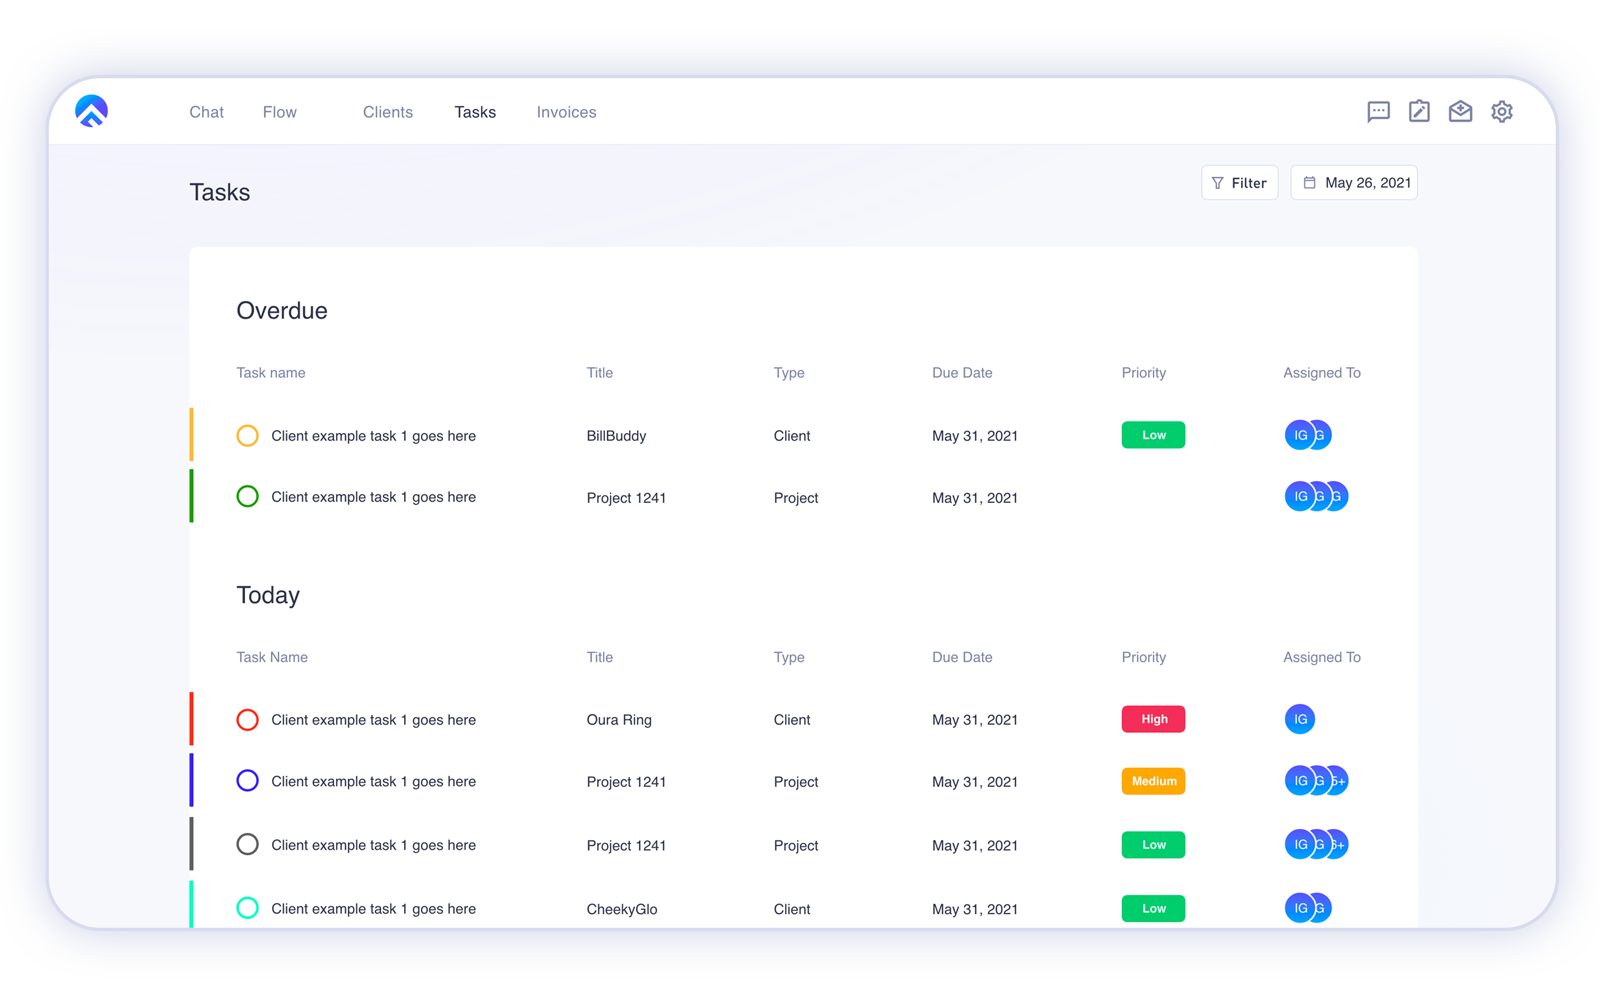 Chat Flow Clients Tasks Invoices
Tasks
Filter May 26, 2021
Overdue
Task name Title Type Due Date Priority Assigned To
Client example task 1 goes here BillBuddy Client May 31, 2021 Low IG G
Client example task 1 goes here Project 1241 Project May 31, 2021 IG G G
Today
Task Name Title Type Due Date Priority Assigned To
Client example task 1 goes here Oura Ring Client May 31, 2021 High IG
Client example task 1 goes here Project 1241 Project May 31, 2021 Medium IG G 5+
Client example task 1 goes here Project 1241 Project May 31, 2021 Low IG G
Client example task 1 goes here CheekyGlo Client May 31, 2021 Low IG G